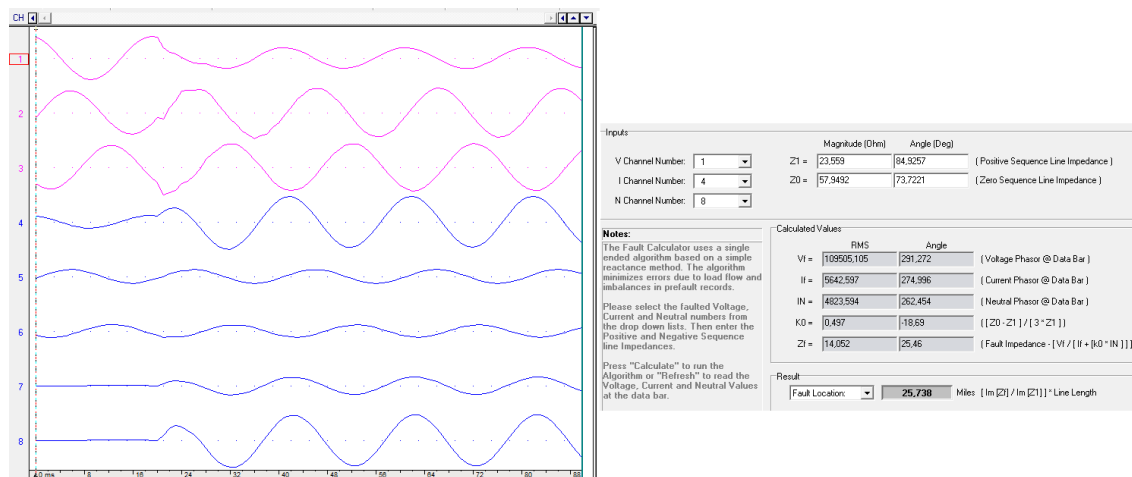 CH
1
2
3
4
5
6
7
8
4,0 ms 8 16 24 32 40 48 56 64 72 80 88
Inputs
Magnitude (Ohm) Angle (Deg)
V Channel Number: 1 Z1 = 23,559 84,9257 ( Positive Sequence Line Impedance )
I Channel Number: 4 Z0 = 57,9492 73,7221 ( Zero Sequence Line Impedance )
N Channel Number: 8
Notes:
The Fault Calculator uses a single
ended algorithm based on a simple
reactance method. The algorithm
minimizes errors due to load flow and
imbalances in prefault records.
Please select the faulted Voltage,
Current and Neutral numbers from
the drop down lists. Then enter the
Positive and Negative Sequence
line Impedances.
Press "Calculate" to run the
Algorithm or "Refresh" to read the
Voltage, Current and Neutral Values
at the data bar.
Calculated Values
RMS Angle
Vf = 109505,105 291,272 ( Voltage Phasor @ Data Bar )
If = 5642,597 274,996 ( Current Phasor @ Data Bar )
IN = 4823,594 262,454 ( Neutral Phasor @ Data Bar )
K0 = 0,497 -18,69 ( [ Z0 - Z1 ] / [ 3 * Z1 ] )
Zf = 14,052 25,46 ( Fault Impedance - [ Vf / [ If + [k0 * IN ] ] ]
Result
Fault Location: 25,738 Miles [ Im [Zf] / Im [Z1] ] * Line Length